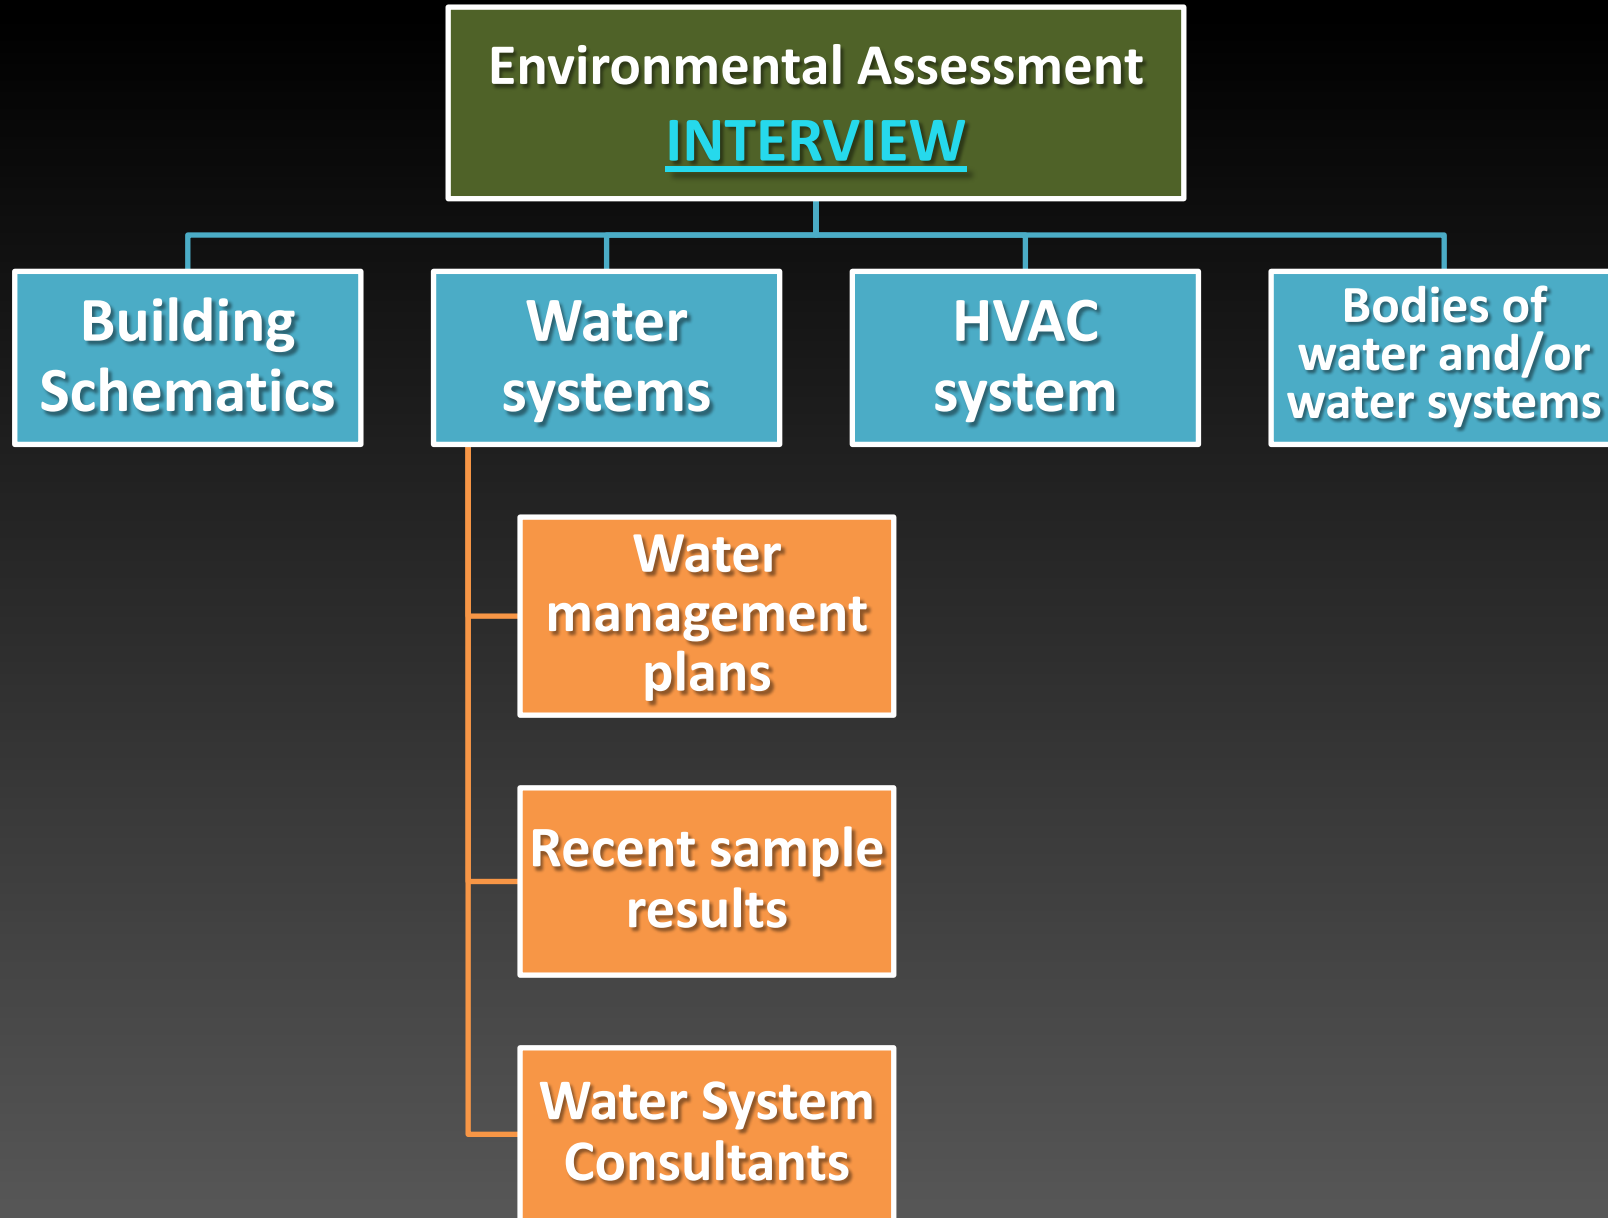 Environmental Assessment
INTERVIEW
Building
Schematics
Water
systems
HVAC
system
Bodies of
water and/or
water systems
Water
management
plans
Recent sample
results
Water System
Consultants